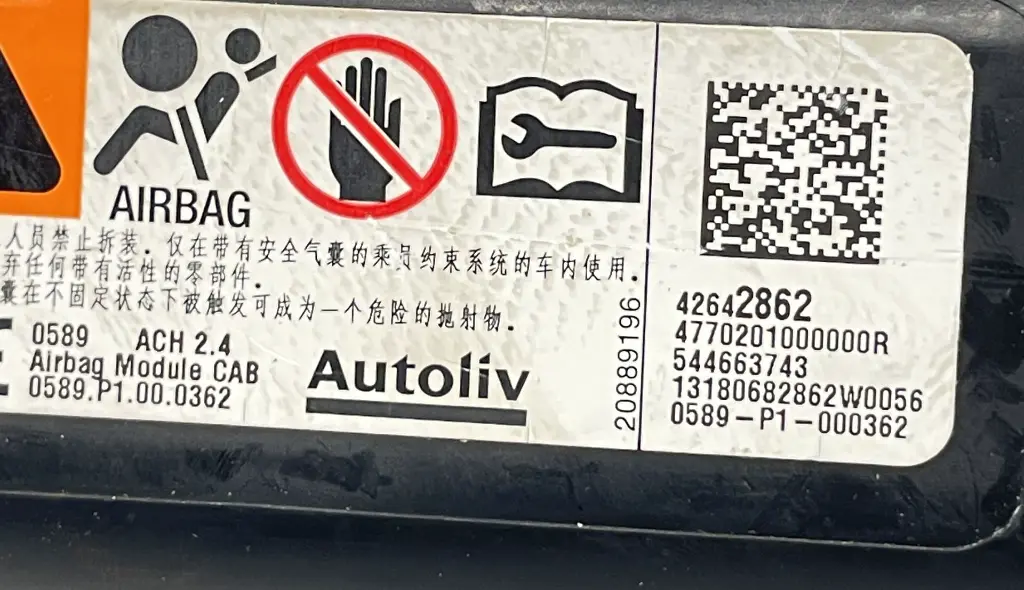 AIRBAG
人员禁止拆装.仅在带有安全气囊的乘员约束系统的车内使用.
弃任何带有活性的零部件.
囊在不固定状态下被触发可成为一个危险的抛射物.
0589 ACH 2.4
Airbag Module CAB
0589.P1.00.0362
Autoliv
20889196
42642862
4770201000000R
544663743
13180682862W0056
0589-P1-000362